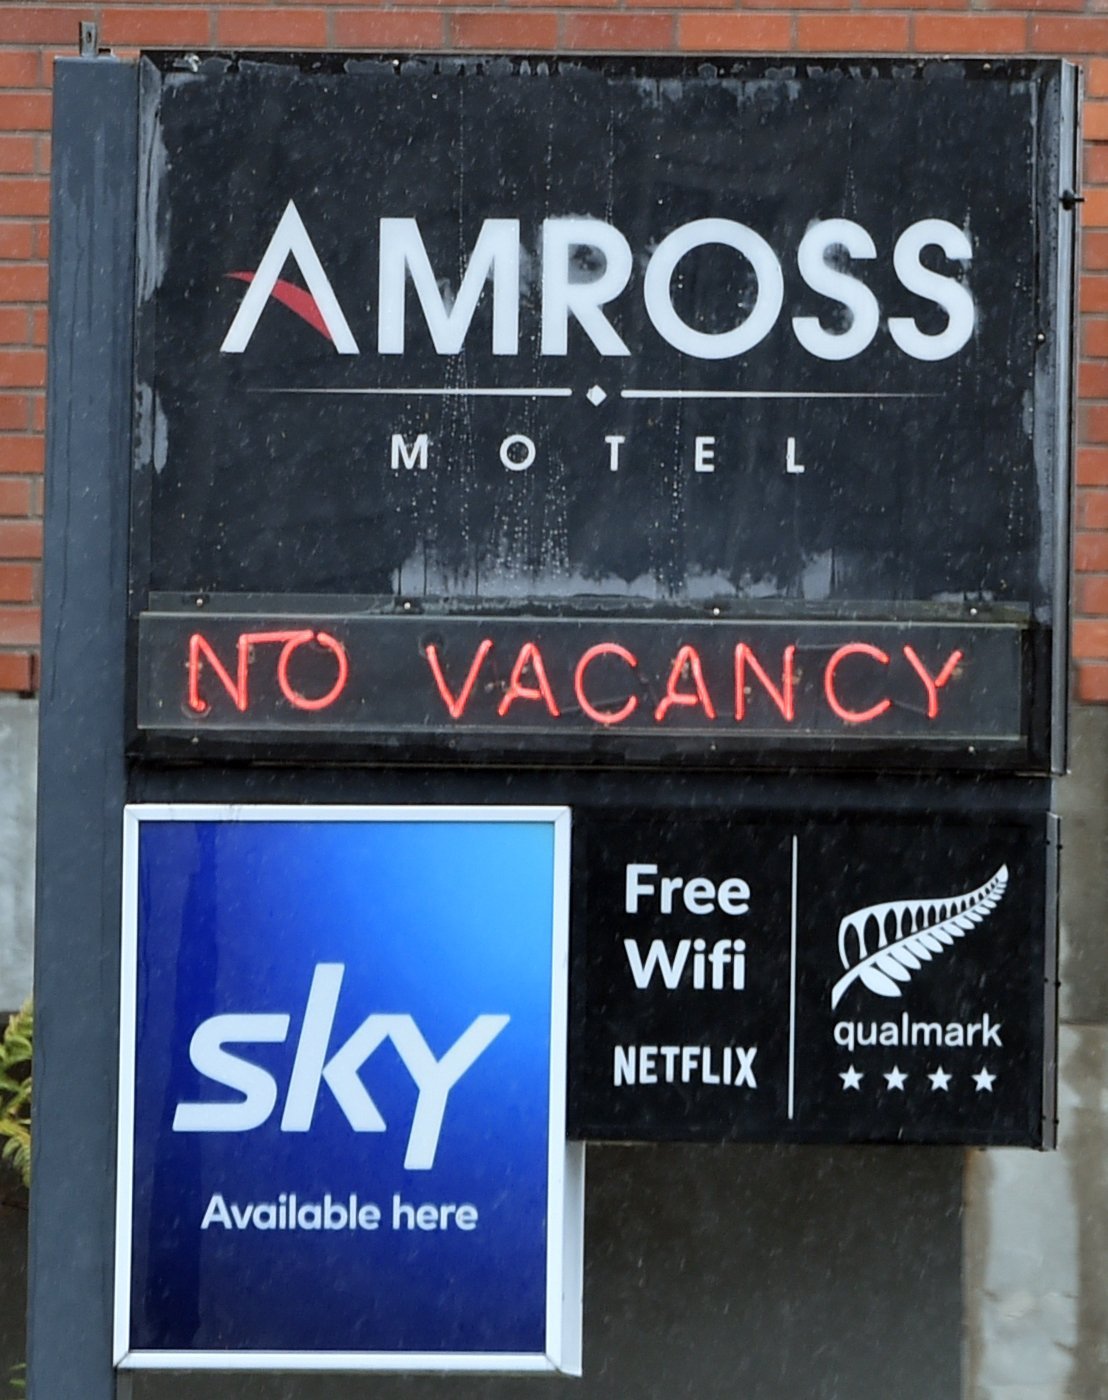 AMROSS
MOTEL
NO VACANCY
sky
Available here
Free
Wifi
NETFLIX
qualmark